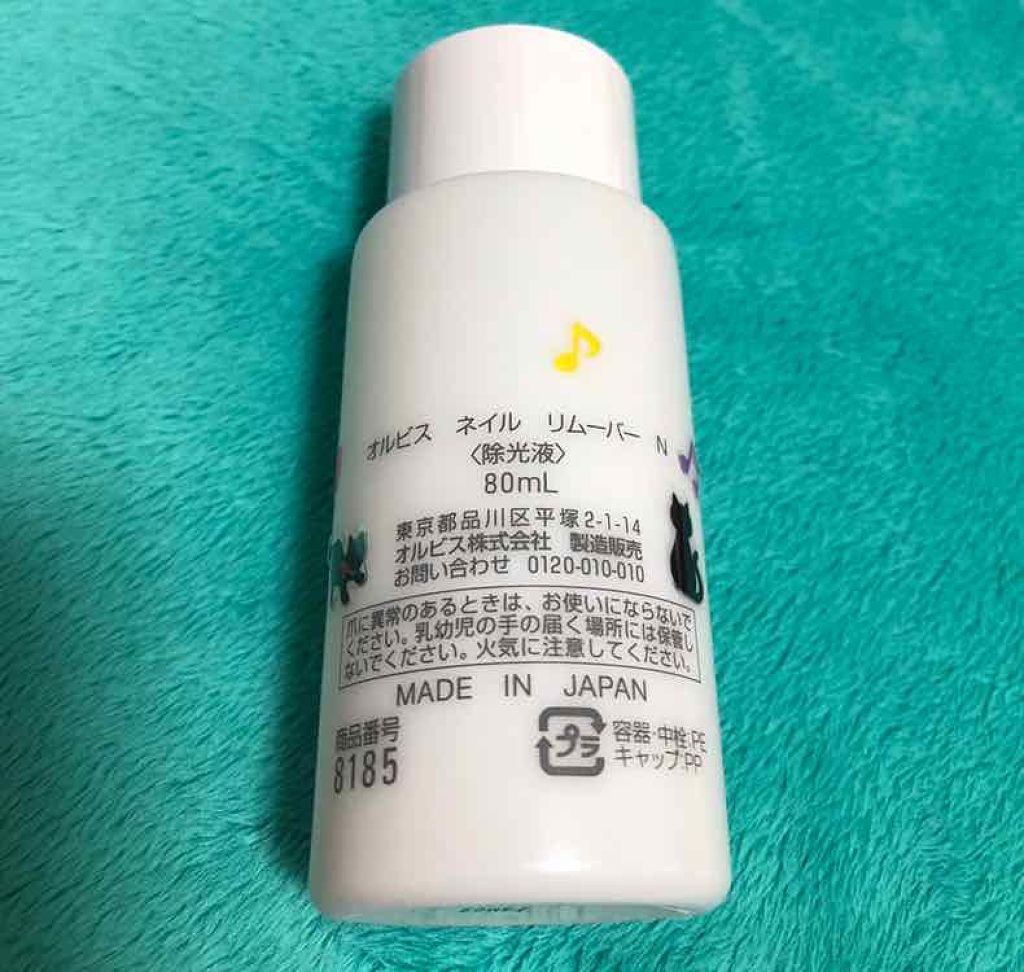 オルビス ネイル リムーバー N
〈除光液〉
80mL
東京都品川区平塚2-1-14
オルビス株式会社 製造販売
お問い合わせ 0120-010-010
爪に異常のあるときは、お使いにならないで
ください。乳幼児の手の届く場所には保管し
ないでください。火気に注意してください。
MADE IN JAPAN
商品番号
8185
プラ
容器・中栓:PE
キャップ:PP